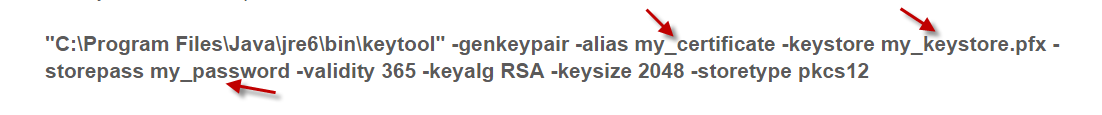 "C:\Program Files\Java\jre6\bin\keytool" -genkeypair -alias my_certificate -keystore my_keystore.pfx -
storepass my_password -validity 365 -keyalg RSA -keysize 2048 -storetype pkcs12